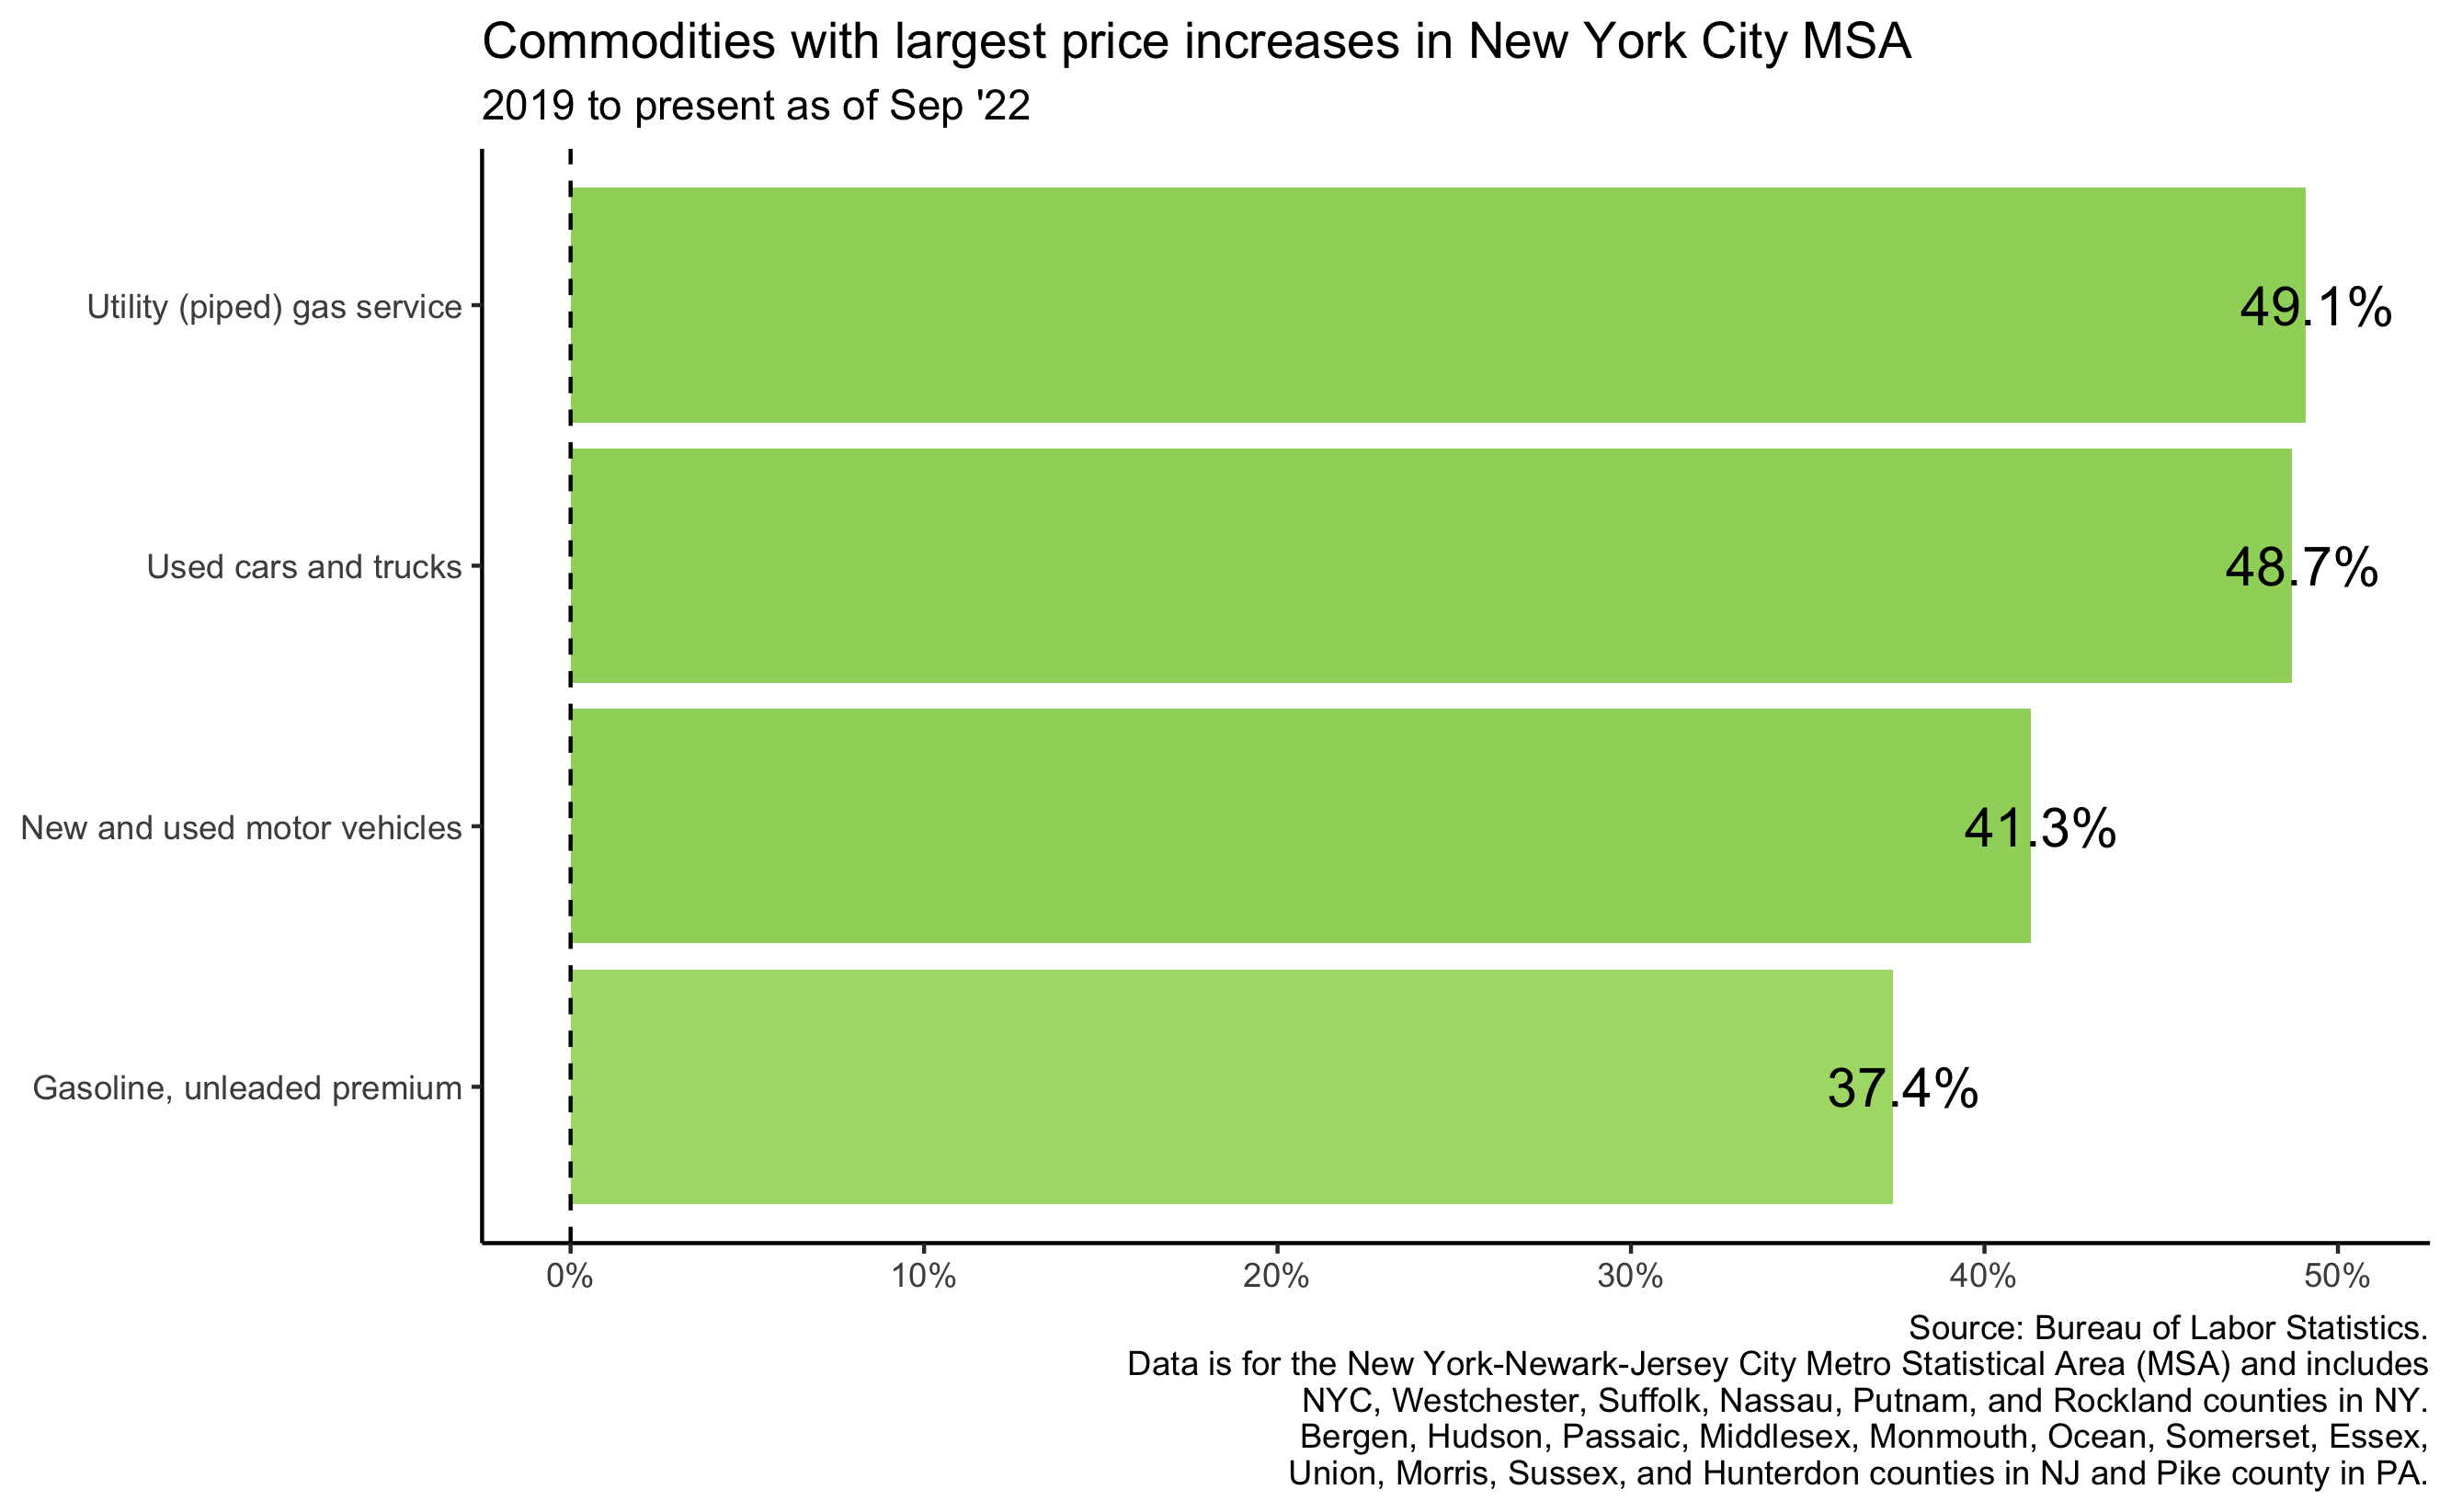 Commodities with largest price increases in New York City MSA
2019 to present as of Sep '22
Utility (piped) gas service
49.1%
Used cars and trucks
48.7%
New and used motor vehicles
41.3%
Gasoline, unleaded premium
37.4%
0% 10% 20% 30% 40% 50%
Source: Bureau of Labor Statistics.
Data is for the New York-Newark-Jersey City Metro Statistical Area (MSA) and includes
NYC, Westchester, Suffolk, Nassau, Putnam, and Rockland counties in NY.
Bergen, Hudson, Passaic, Middlesex, Monmouth, Ocean, Somerset, Essex,
Union, Morris, Sussex, and Hunterdon counties in NJ and Pike county in PA.